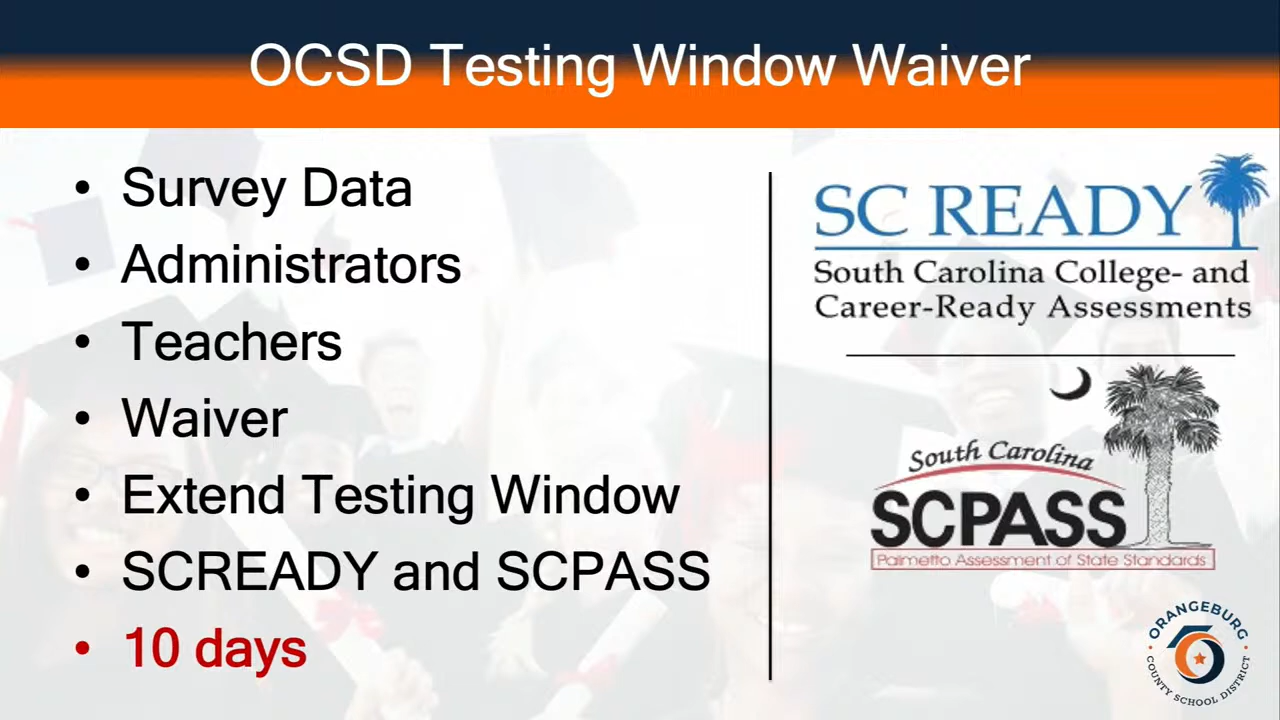 OCSD Testing Window Waiver
• Survey Data
• Administrators
• Teachers
• Waiver
• Extend Testing Window
• SCREADY and SCPASS
• 10 days
SC READY
South Carolina College- and
Career-Ready Assessments
South Carolina
SCPASS
Palmetto Assessment of State Standards
ORANGEBURG
COUNTY SCHOOL DISTRICT